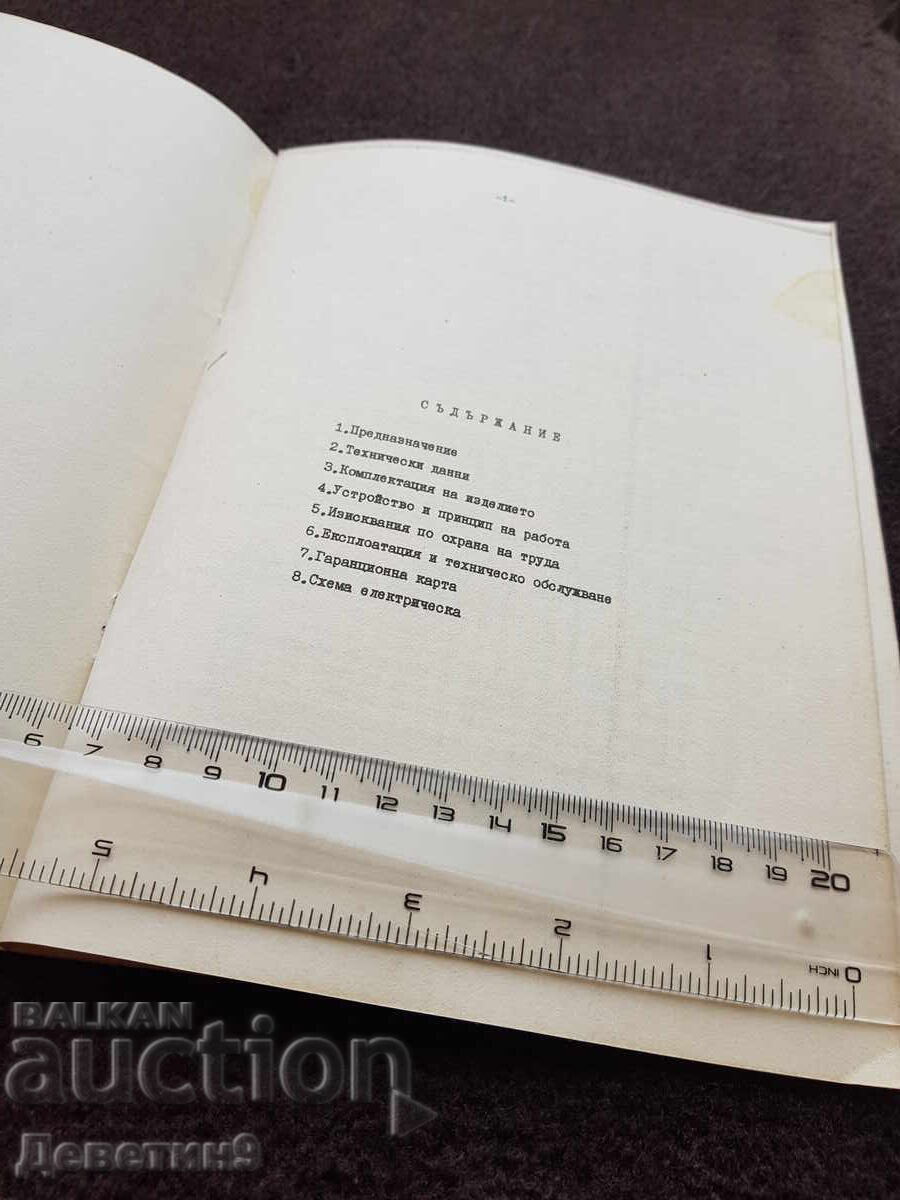 -1-
СЪДЪРЖАНИЕ
1.Предназначение
2.Технически данни
3.Комплектация на изделието
4.Устройство и принцип на работа
5.Изисквания по охрана на труда
6.Експлоатация и техническо обслужване
7.Гаранционна карта
8.Схема електрическа
6 7 8 9 10 11 12 13 14 15 16 17 18 19 20
5 4 3 2 1 0 INCH
BALKAN
auction
Деветин9